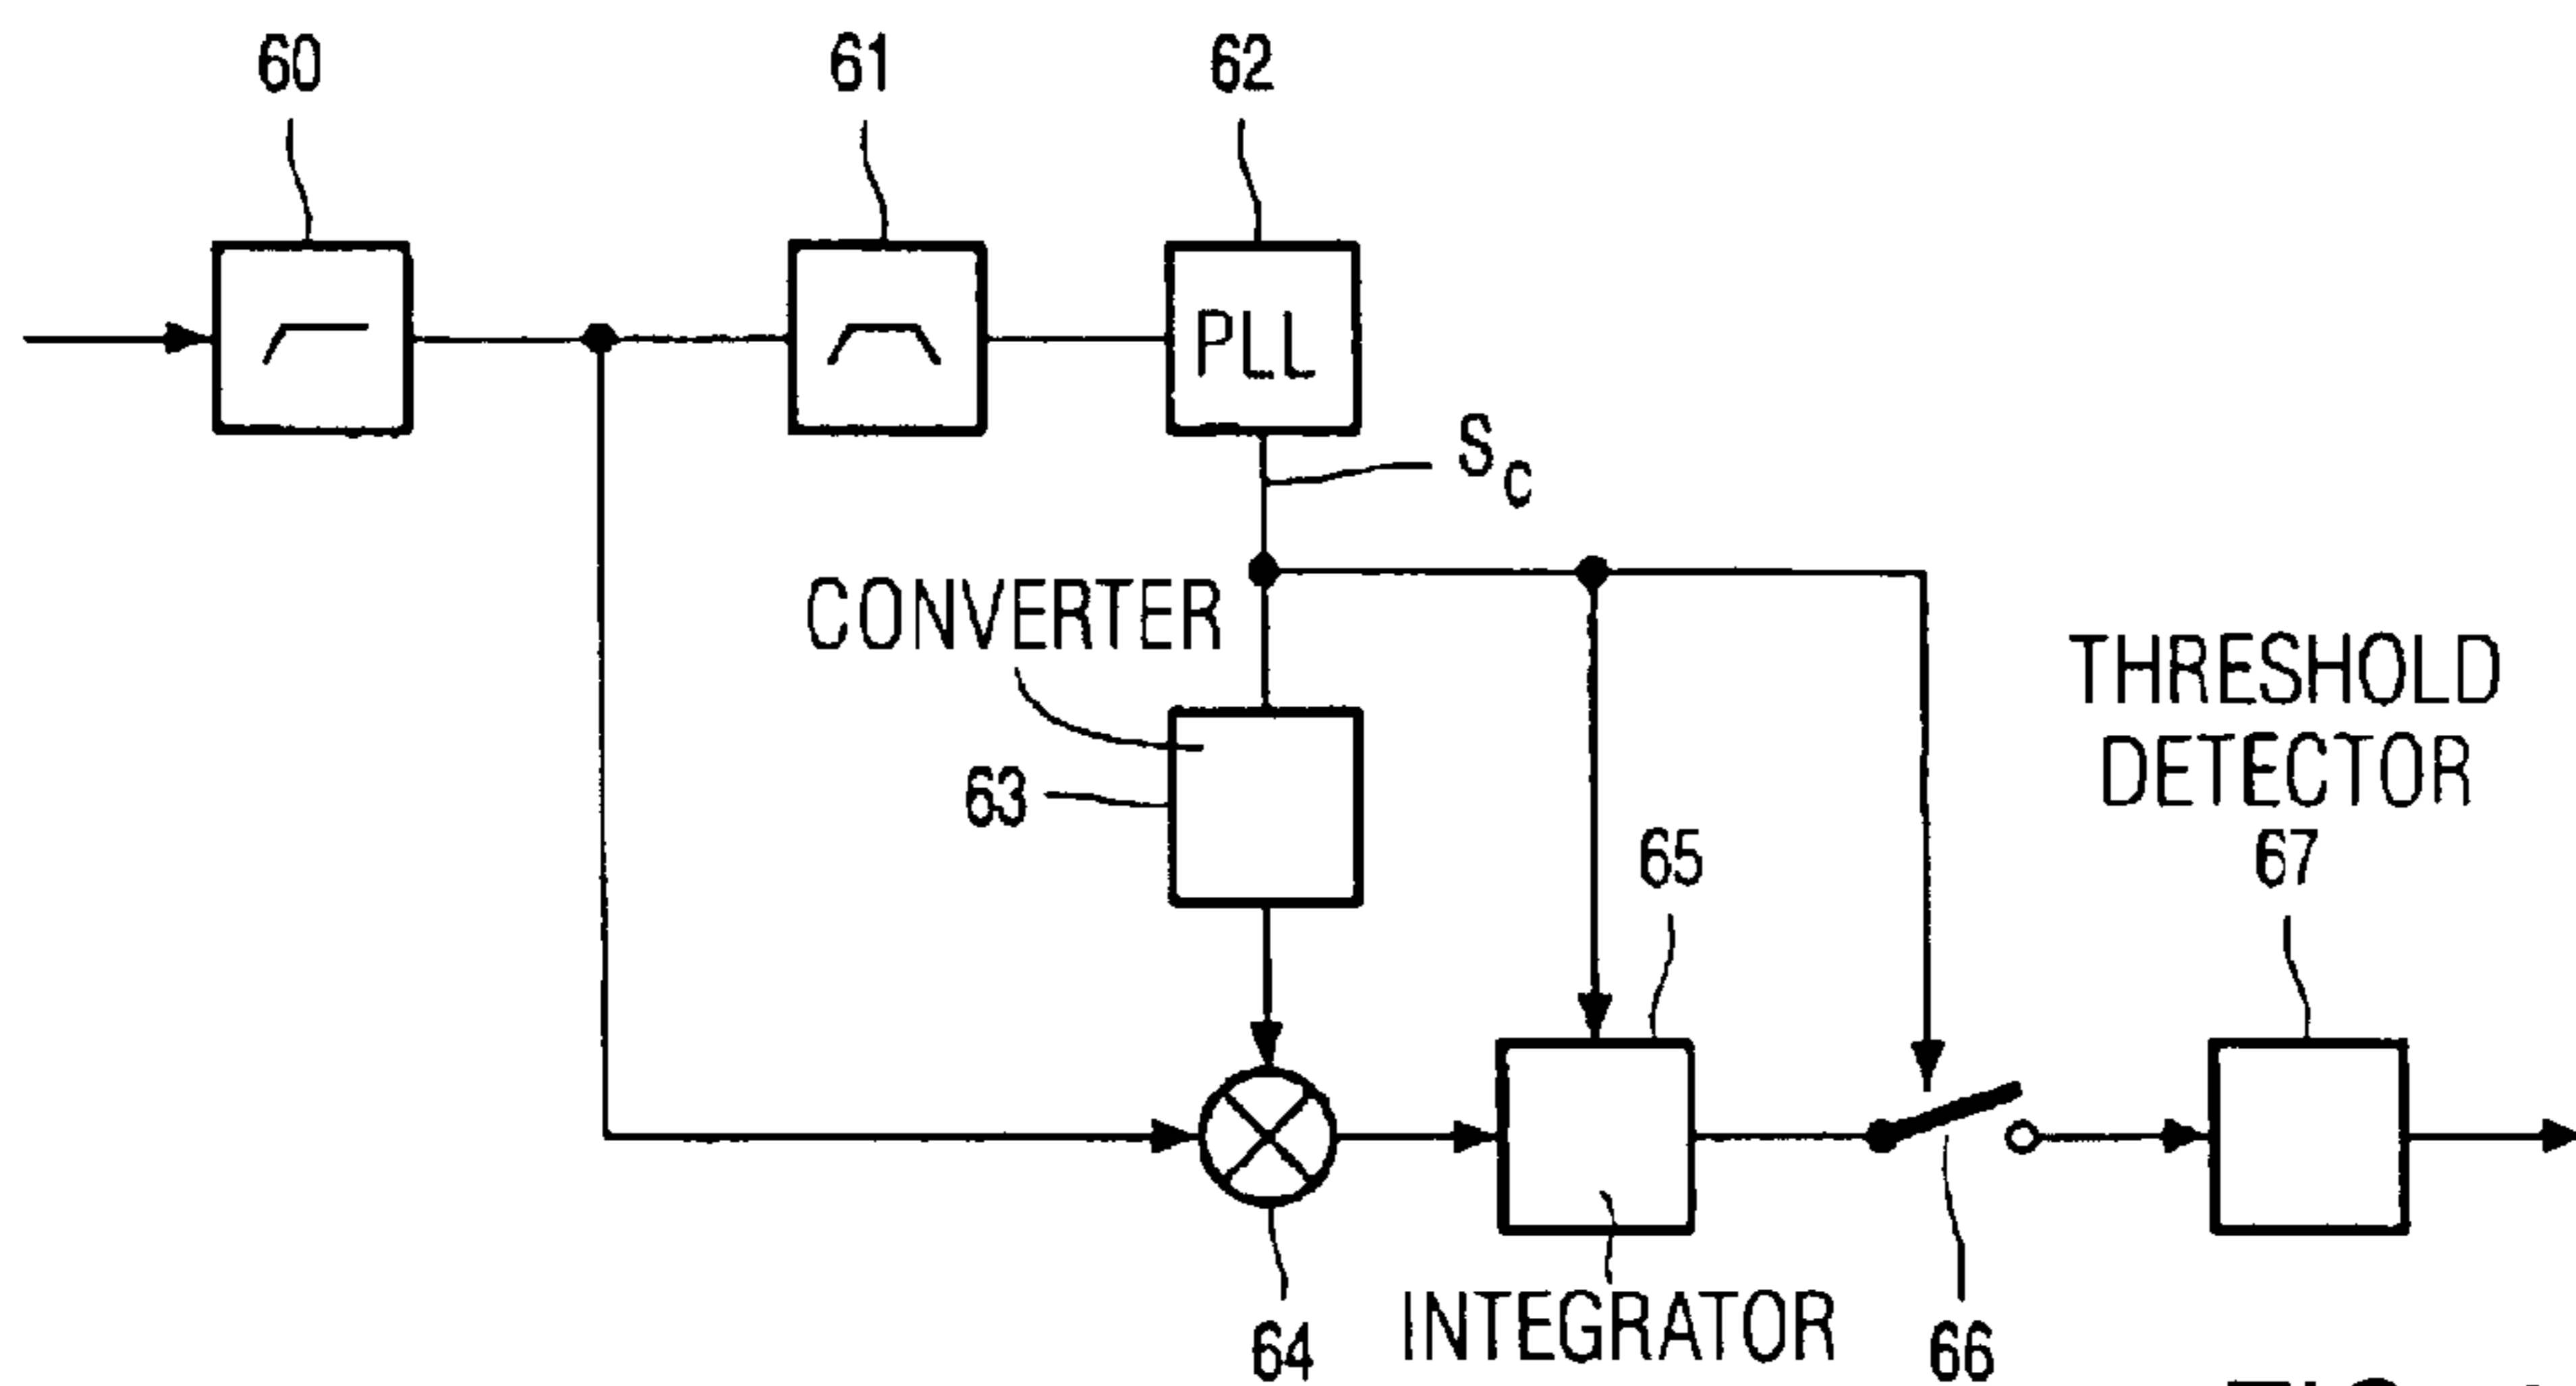 60
61
62
PLL
S_c
CONVERTER
63
THRESHOLD
DETECTOR
67
65
64
INTEGRATOR
66